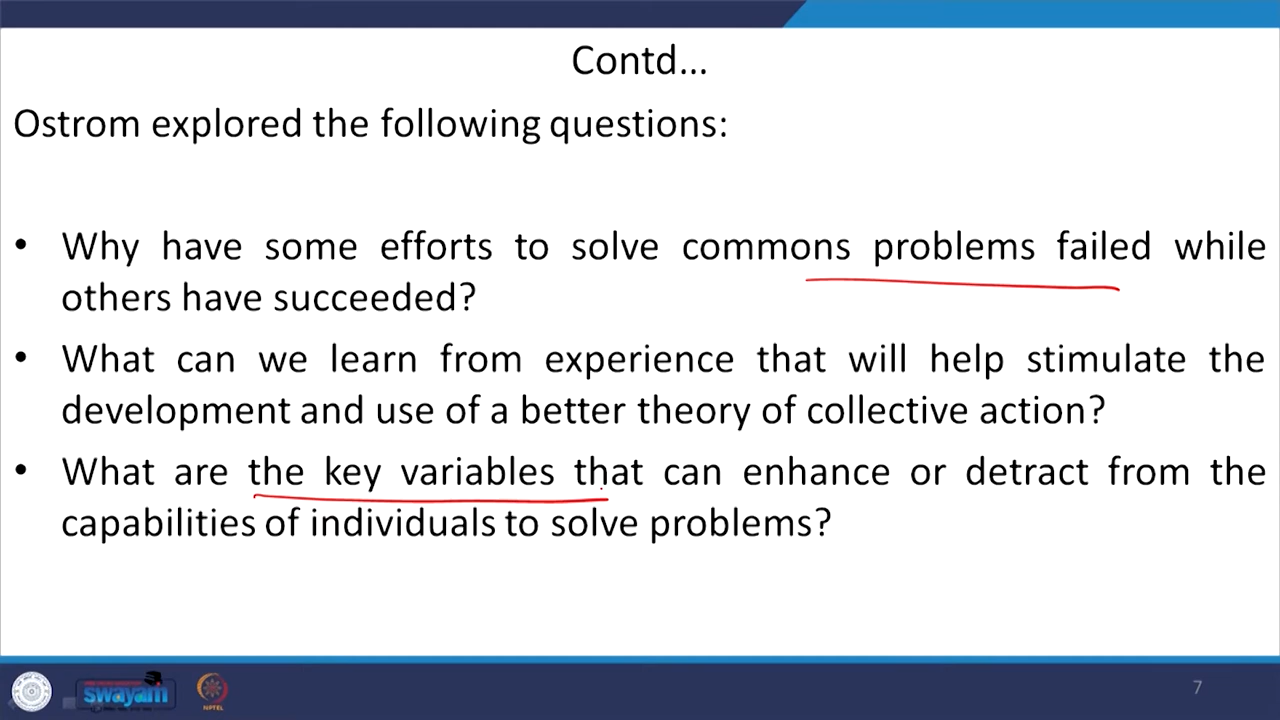 Contd...
Ostrom explored the following questions:
• Why have some efforts to solve commons problems failed while
others have succeeded?
• What can we learn from experience that will help stimulate the
development and use of a better theory of collective action?
• What are the key variables that can enhance or detract from the
capabilities of individuals to solve problems?
swayam
NPTEL
7